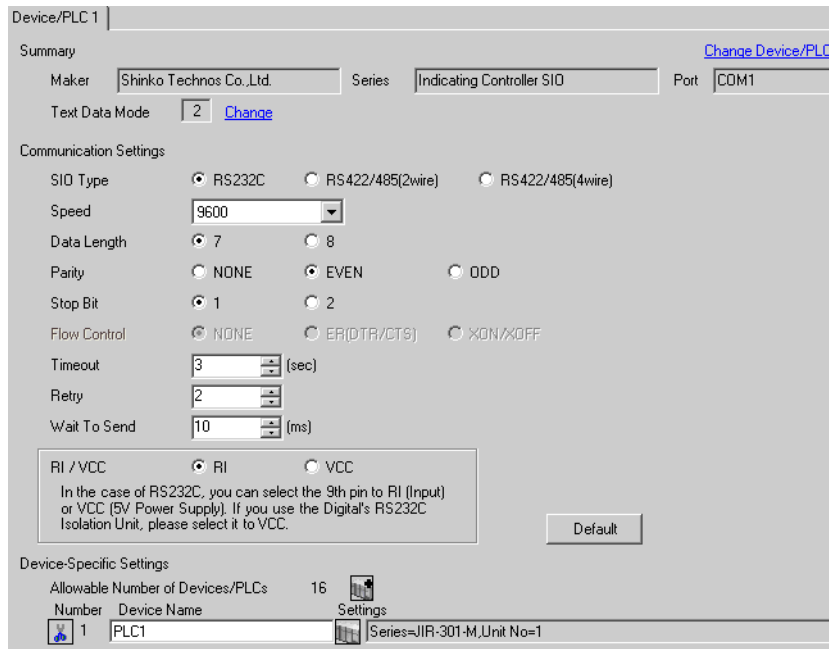 Device/PLC 1
Summary
Change Device/PLC
Maker Shinko Technos Co.,Ltd. Series Indicating Controller SIO Port COM1
Text Data Mode 2 Change
Communication Settings
SIO Type RS232C RS422/485(2wire) RS422/485(4wire)
Speed 9600
Data Length 7 8
Parity NONE EVEN ODD
Stop Bit 1 2
Flow Control NONE ER(DTR/CTS) XON/XOFF
Timeout 3 (sec)
Retry 2
Wait To Send 10 (ms)
RI / VCC RI VCC
In the case of RS232C, you can select the 9th pin to RI (Input)
or VCC (5V Power Supply). If you use the Digital's RS232C
Isolation Unit, please select it to VCC.
Default
Device-Specific Settings
Allowable Number of Devices/PLCs 16
Number Device Name Settings
1 PLC1 Series=JIR-301-M,Unit No=1